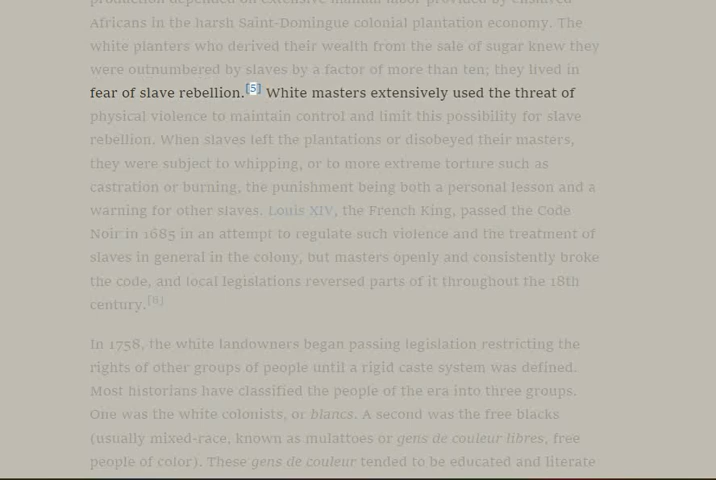 production depended on extensive manual labor provided by enslaved
Africans in the harsh Saint-Domingue colonial plantation economy. The
white planters who derived their wealth from the sale of sugar knew they
were outnumbered by slaves by a factor of more than ten; they lived in
fear of slave rebellion.[5] White masters extensively used the threat of
physical violence to maintain control and limit this possibility for slave
rebellion. When slaves left the plantations or disobeyed their masters,
they were subject to whipping, or to more extreme torture such as
castration or burning, the punishment being both a personal lesson and a
warning for other slaves. Louis XIV, the French King, passed the Code
Noir in 1685 in an attempt to regulate such violence and the treatment of
slaves in general in the colony, but masters openly and consistently broke
the code, and local legislations reversed parts of it throughout the 18th
century.[6]
In 1758, the white landowners began passing legislation restricting the
rights of other groups of people until a rigid caste system was defined.
Most historians have classified the people of the era into three groups.
One was the white colonists, or blancs. A second was the free blacks
(usually mixed-race, known as mulattoes or gens de couleur libres, free
people of color). These gens de couleur tended to be educated and literate